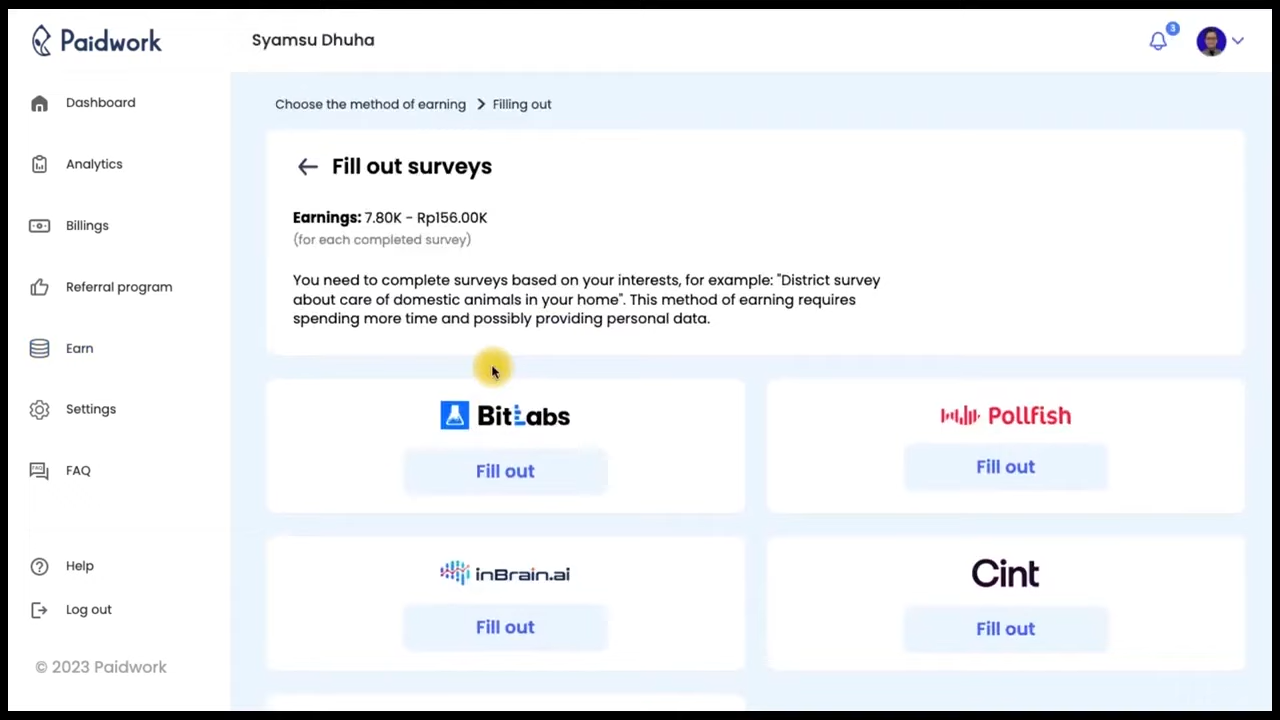 Paidwork
Syamsu Dhuha
3
Dashboard
Analytics
Billings
Referral program
Earn
Settings
FAQ
Help
Log out
© 2023 Paidwork
Choose the method of earning > Filling out
Fill out surveys
Earnings: 7.80K - Rp156.00K
(for each completed survey)
You need to complete surveys based on your interests, for example: "District survey
about care of domestic animals in your home". This method of earning requires
spending more time and possibly providing personal data.
BitLabs
Fill out
Pollfish
Fill out
inBrain.ai
Fill out
Cint
Fill out